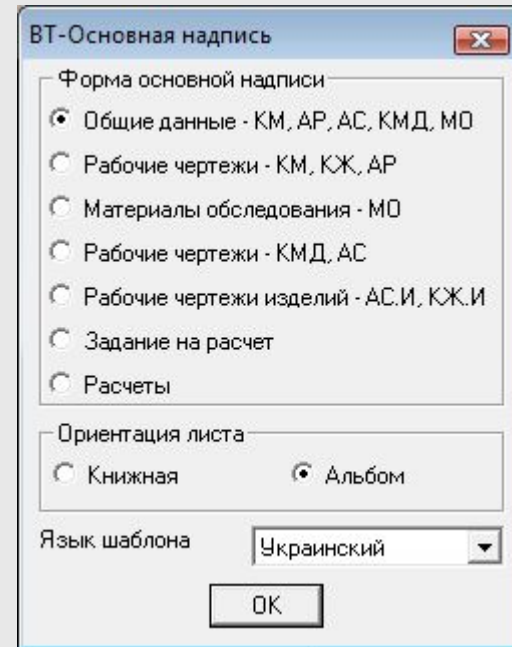 ВТ-Основная надпись
Форма основной надписи
Общие данные - КМ, АР, АС, КМД, МО
Рабочие чертежи - КМ, КЖ, АР
Материалы обследования - МО
Рабочие чертежи - КМД, АС
Рабочие чертежи изделий - АС.И, КЖ.И
Задание на расчет
Расчеты
Ориентация листа
Книжная Альбом
Язык шаблона Украинский
OK